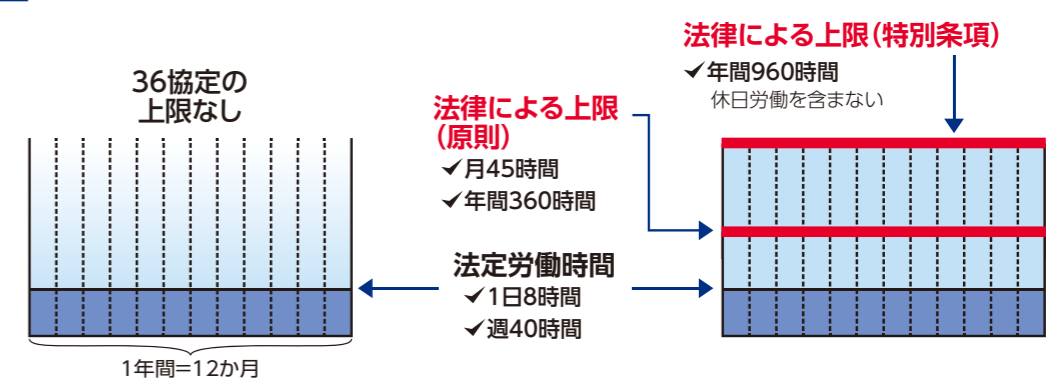 36協定の
上限なし
1年間=12か月
法律による上限
(原則)
✓月45時間
✓年間360時間
法定労働時間
✓1日8時間
✓週40時間
法律による上限(特別条項)
✓年間960時間
休日労働を含まない